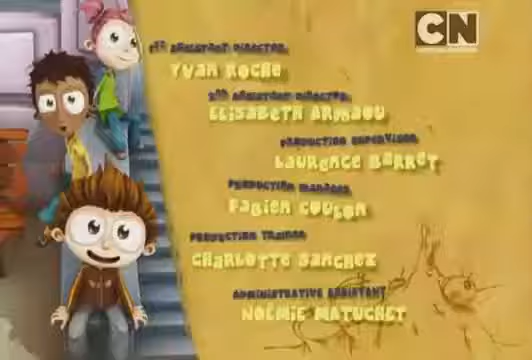 CN
1ST ASSISTANT DIRECTOR
YVAN ROCHE
2ND ASSISTANT DIRECTOR
ELISABETH ARMAOU
PRODUCTION SUPERVISOR
LAURENCE BARRET
PRODUCTION MANAGER
FABIEN COULON
PRODUCTION TRAINEE
CHARLOTTE SANCHEZ
ADMINISTRATIVE ASSISTANT
NOEMIE MATUCHET